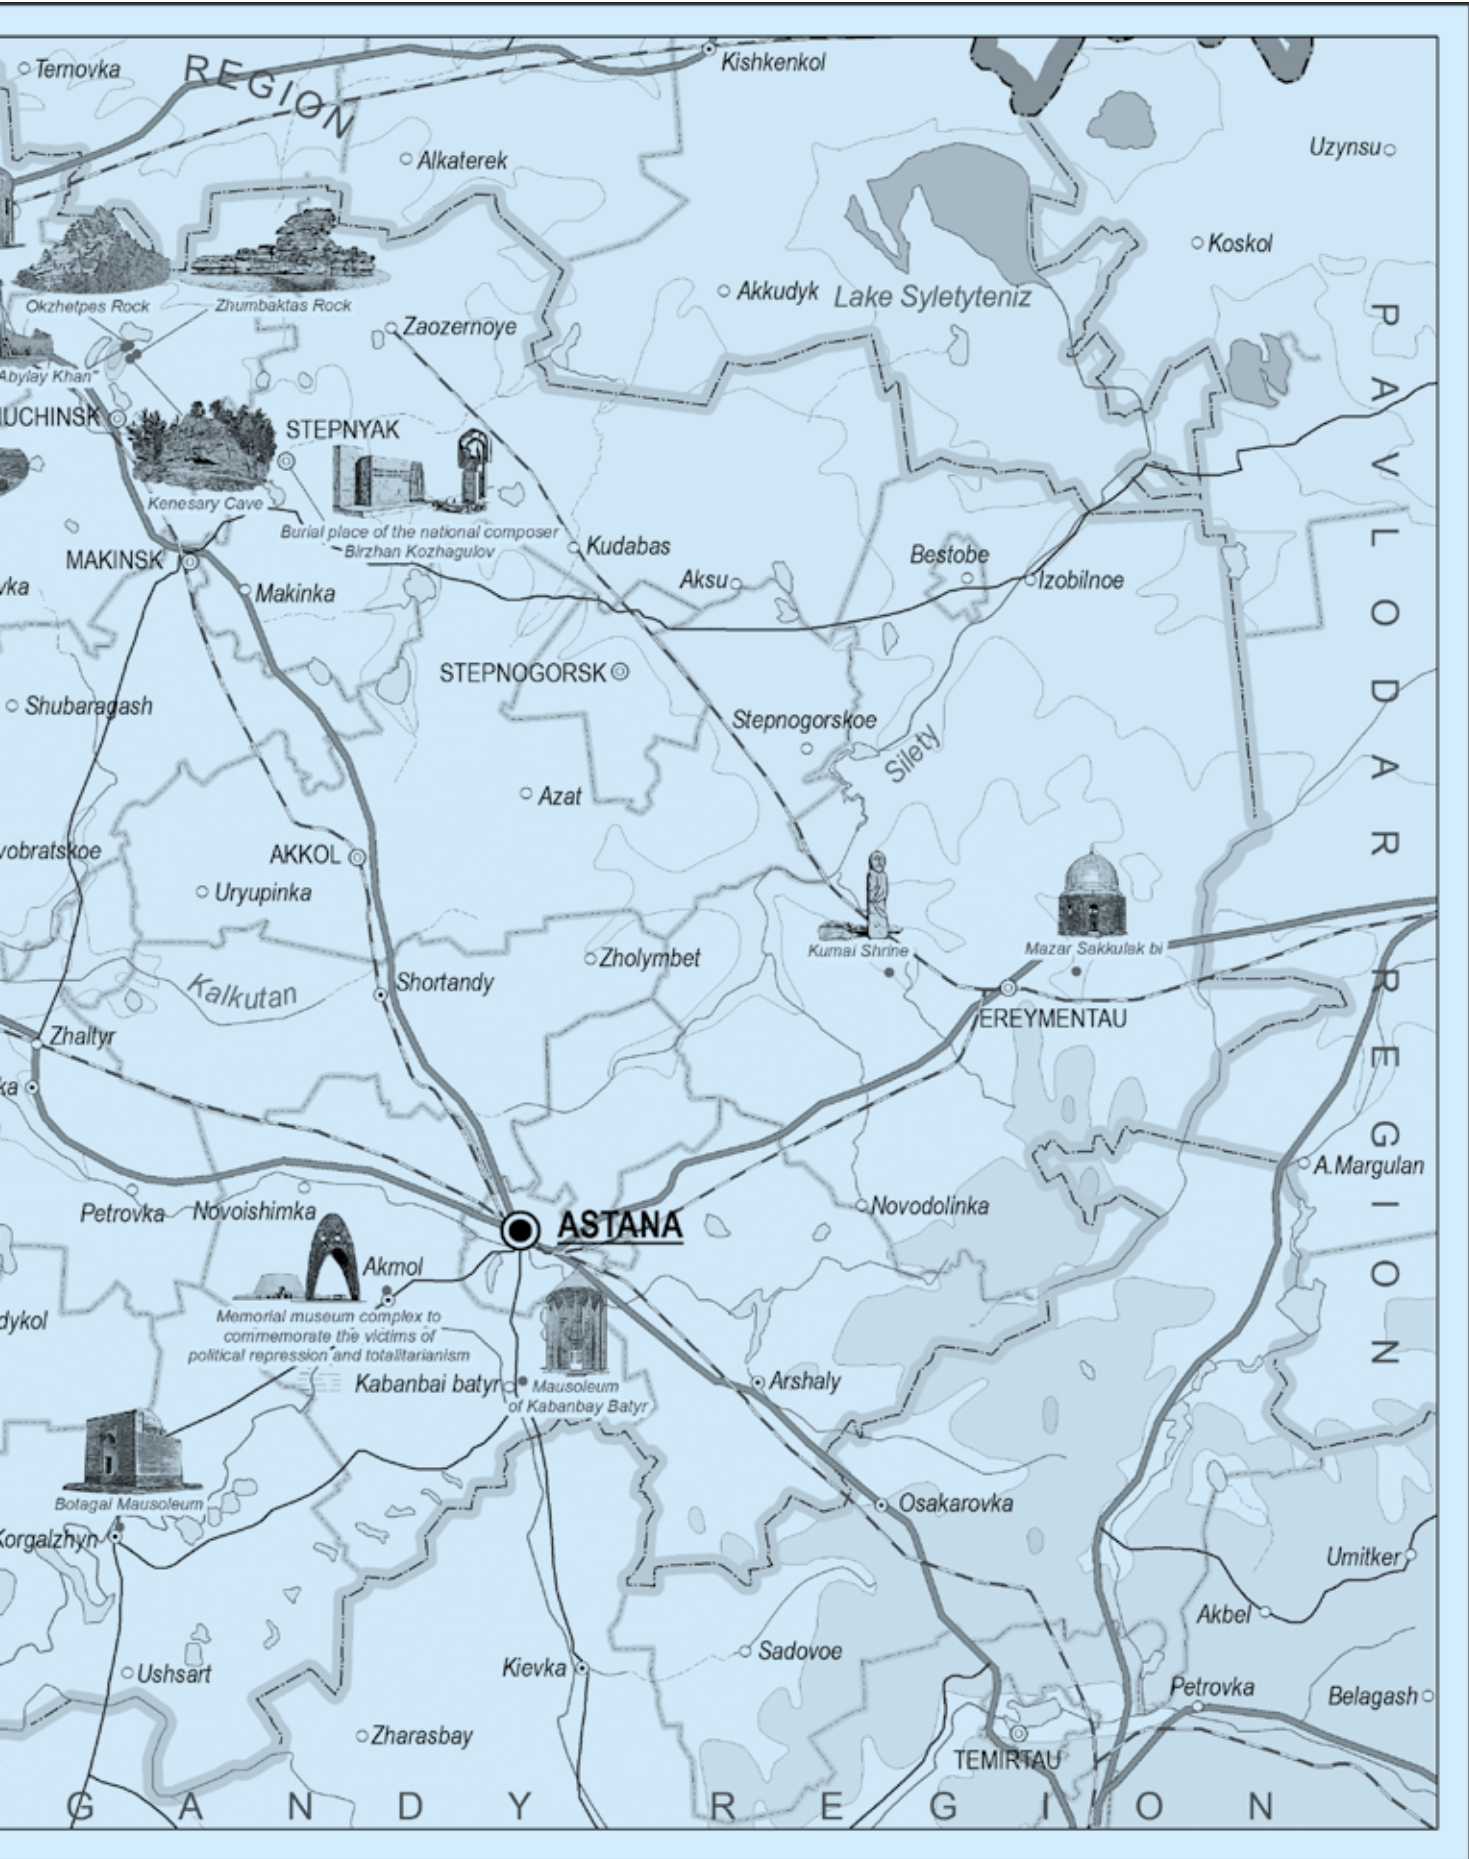 Ternovka
REGION
Kishkenkol
Alkaterek
Uzynsu
Koskol
Okzhetpes Rock
Zhumbaktas Rock
Akkudyk
Lake Syletyteniz
Zaozernoye
Abylay Khan"
UCHINSK
STEPNYAK
Kenesary Cave
Burial place of the national composer
Birzhan Kozhagulov
MAKINSK
Kudabas
Bestobe
Aksu
Izobilnoe
vka
Makinka
STEPNOGORSK
Shubaragash
Stepnogorskoe
Silety
Azat
vobratskoe
AKKOL
Uryupinka
Kumai Shrine
Mazar Sakkulak bi
Zholymbet
Kalkutan
Shortandy
EREYMENTAU
Zhaltyr
ka
PAVLODAR REGION
A.Margulan
Petrovka
Novoishimka
ASTANA
Novodolinka
Akmol
Memorial museum complex to
commemorate the victims of
political repression and totalitarianism
dykol
Kabanbai batyr
Mausoleum
of Kabanbay Batyr
Arshaly
Botagai Mausoleum
Korgalzhyn
Osakarovka
Umitker
Akbel
Ushsart
Kievka
Sadovoe
Petrovka
Belagash
Zharasbay
TEMIRTAU
GANDY REGION